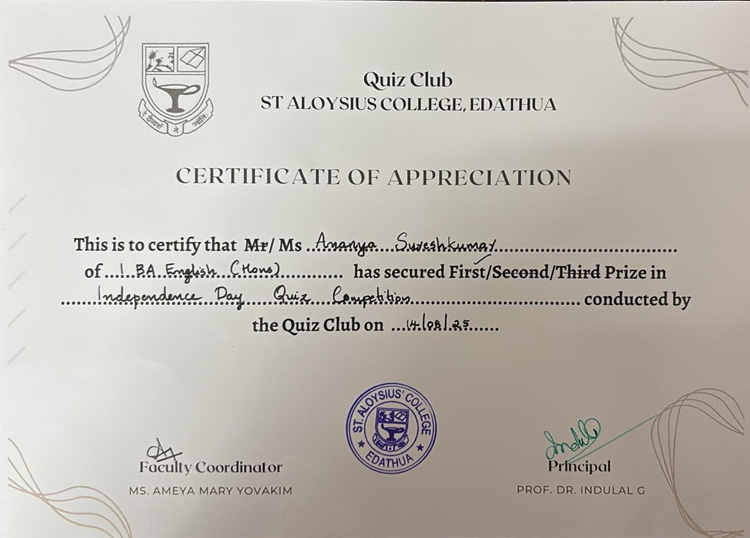 Quiz Club
ST ALOYSIUS COLLEGE, EDATHUA
CERTIFICATE OF APPRECIATION
This is to certify that Mr/ Ms ...Ananya Sureshkumar...
of ...I BA English (Hons)... has secured First/Second/Third Prize in
...Independence Day Quiz Competition... conducted by
the Quiz Club on ...14/08/25...
ST. ALOYSIUS' COLLEGE
EDATHUA
Faculty Coordinator
MS. AMEYA MARY YOVAKIM
Indulal
Principal
PROF. DR. INDULAL G